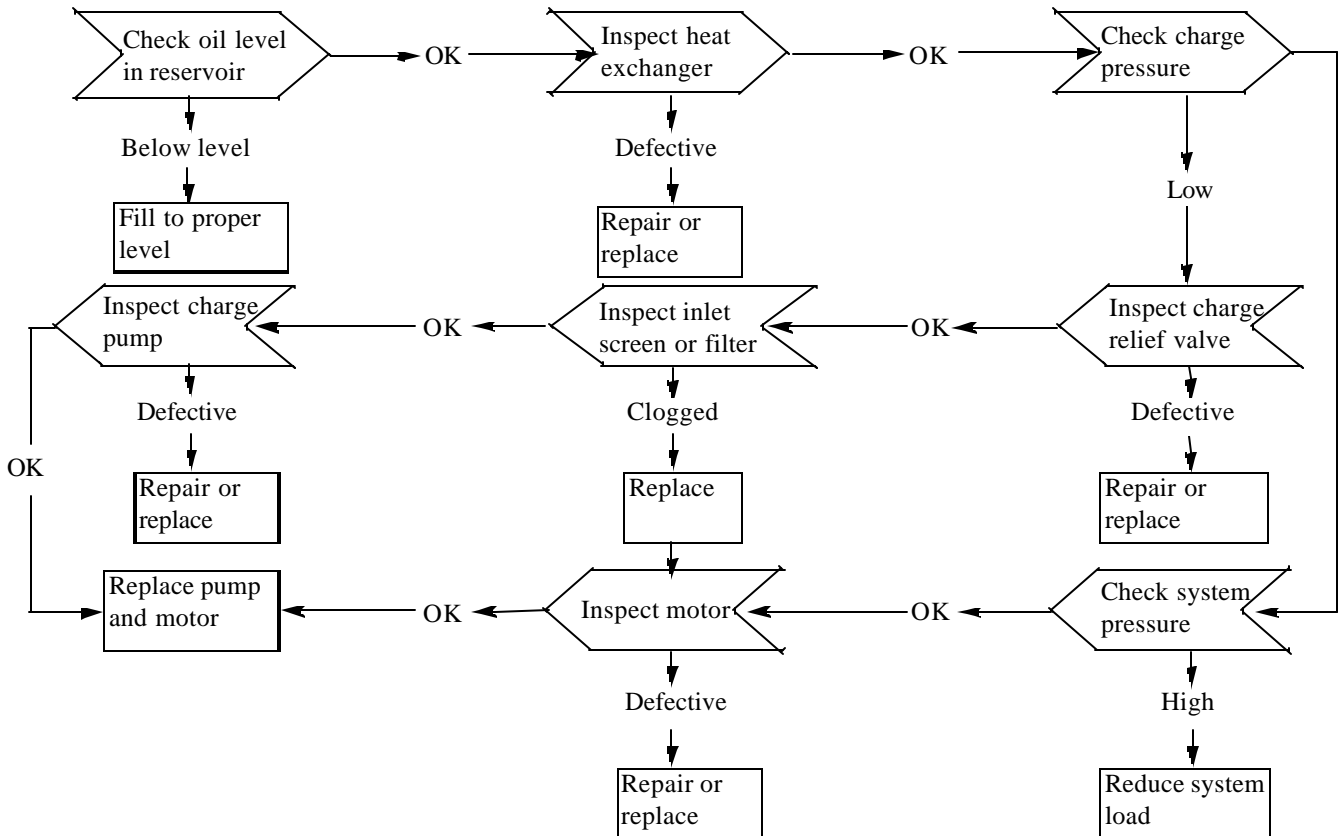 Check oil level
in reservoir
OK
Inspect heat
exchanger
OK
Check charge
pressure
Below level
Defective
Low
Fill to proper
level
Repair or
replace
Inspect charge
pump
OK
Inspect inlet
screen or filter
OK
Inspect charge
relief valve
Defective
Clogged
Defective
OK
Repair or
replace
Replace
Repair or
replace
Replace pump
and motor
OK
Inspect motor
OK
Check system
pressure
Defective
High
Repair or
replace
Reduce system
load